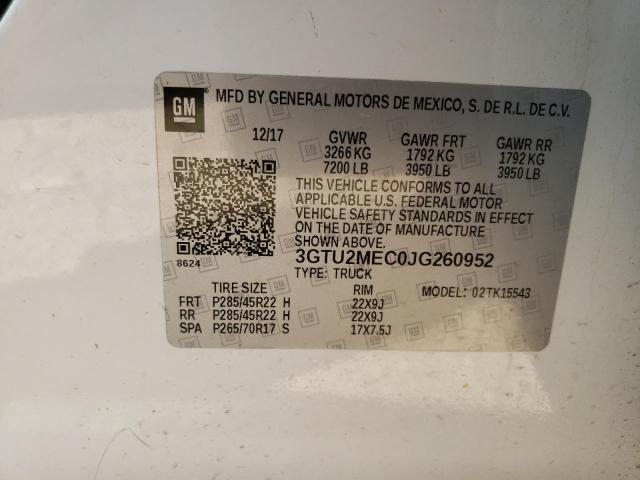 GM
MFD BY GENERAL MOTORS DE MEXICO, S. DE R.L. DE C.V.
12/17 GVWR GAWR FRT GAWR RR
3266 KG 1792 KG 1792 KG
7200 LB 3950 LB 3950 LB
THIS VEHICLE CONFORMS TO ALL
APPLICABLE U.S. FEDERAL MOTOR
VEHICLE SAFETY STANDARDS IN EFFECT
ON THE DATE OF MANUFACTURE
SHOWN ABOVE.
8624 3GTU2MEC0JG260952
TYPE: TRUCK
TIRE SIZE RIM MODEL: 02TK15543
FRT P285/45R22 H 22X9J
RR P285/45R22 H 22X9J
SPA P265/70R17 S 17X7.5J